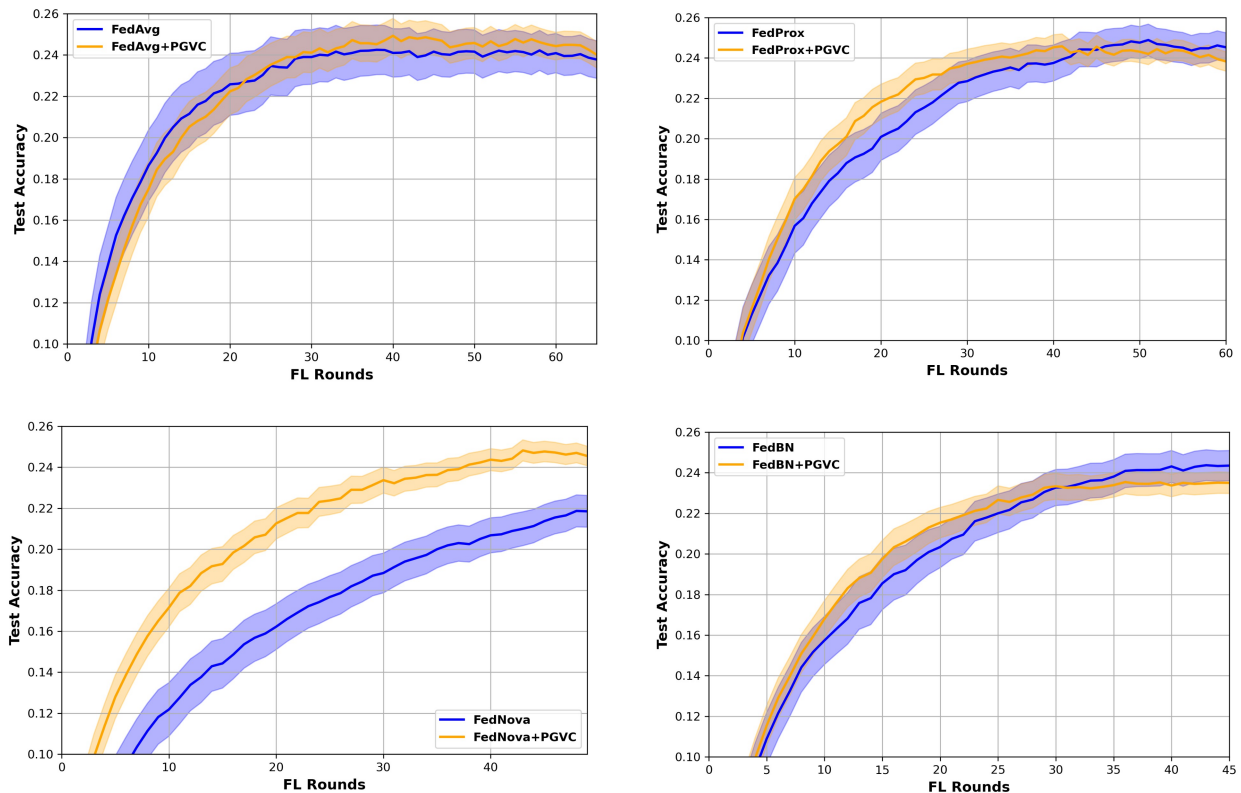 FedAvg
FedAvg+PGVC
0.26
0.24
0.22
0.20
0.18
0.16
0.14
0.12
0.10
Test Accuracy
0 10 20 30 40 50 60
FL Rounds
FedProx
FedProx+PGVC
0.26
0.24
0.22
0.20
0.18
0.16
0.14
0.12
0.10
Test Accuracy
0 10 20 30 40 50 60
FL Rounds
0.26
0.24
0.22
0.20
0.18
0.16
0.14
0.12
0.10
Test Accuracy
FedNova
FedNova+PGVC
0 10 20 30 40
FL Rounds
FedBN
FedBN+PGVC
0.26
0.24
0.22
0.20
0.18
0.16
0.14
0.12
0.10
Test Accuracy
0 5 10 15 20 25 30 35 40 45
FL Rounds